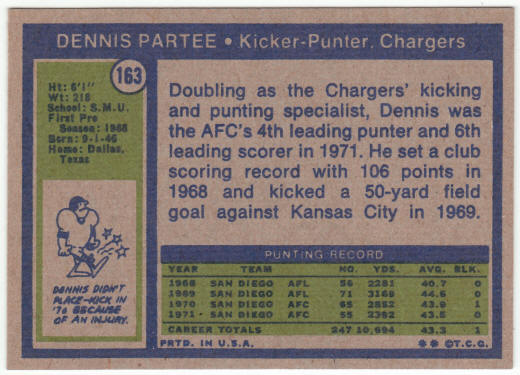 DENNIS PARTEE • Kicker-Punter. Chargers
163
Ht: 6'1"
Wt: 218
School: S.M.U.
First Pro
Season: 1968
Born: 9-1-46
Home: Dallas,
Texas
Doubling as the Chargers' kicking
and punting specialist, Dennis was
the AFC's 4th leading punter and 6th
leading scorer in 1971. He set a club
scoring record with 106 points in
1968 and kicked a 50-yard field
goal against Kansas City in 1969.
DENNIS DIDN'T
PLACE-KICK IN
'70 BECAUSE
OF AN INJURY.
PUNTING RECORD
YEAR TEAM NO. YDS. AVG. BLK.
1968 SAN DIEGO AFL 56 2281 40.7 0
1969 SAN DIEGO AFL 71 3169 44.6 0
1970 SAN DIEGO AFC 65 2852 43.9 1
1971 SAN DIEGO AFC 55 2392 43.5 0
CAREER TOTALS 247 10,694 43.3 1
PRTD. IN U.S.A. ** ©T.C.G.